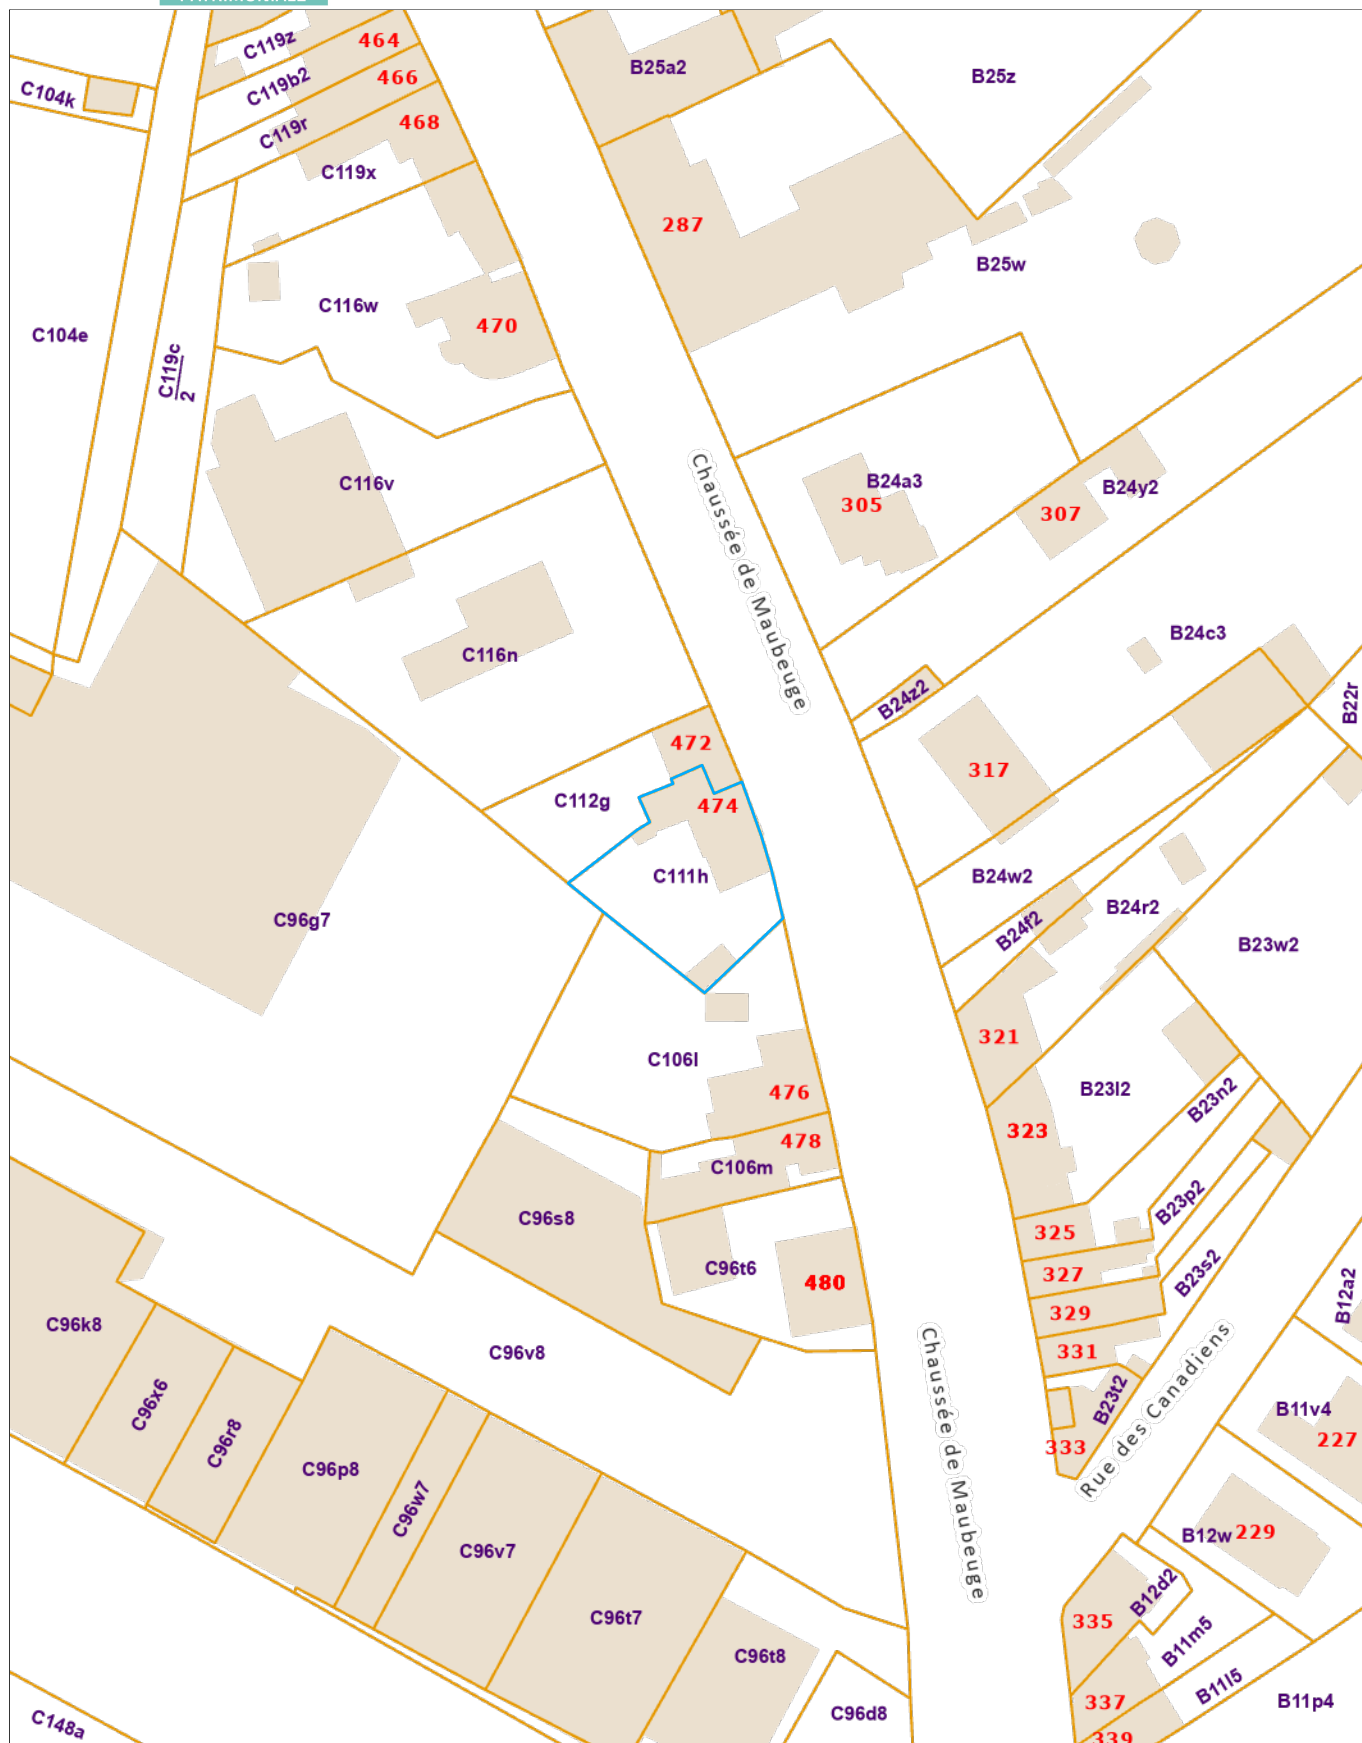 C119z
464
B25a2
B25z
466
C119b2
C104k
468
C119r
C119x
287
B25w
C116w
470
C104e
C119c
2
C116v
B24a3
305
B24y2
307
Chaussée de Maubeuge
B24c3
C116n
B24z2
B22r
472
317
C112g
474
C111h
B24w2
B24r2
C96g7
B24f2
B23w2
321
C106l
476
B23l2
B23n2
323
478
C106m
B23p2
C96s8
325
C96t6
480
327
B23s2
B12a2
329
C96k8
C96v8
331
Chaussée de Maubeuge
Rue des Canadiens
B23t2
C96x6
B11v4
227
C96r8
333
C96p8
C96w7
B12w
229
C96v7
B12d2
C96t7
335
B11m5
C96t8
B11l5
337
B11p4
C96d8
C148a
339